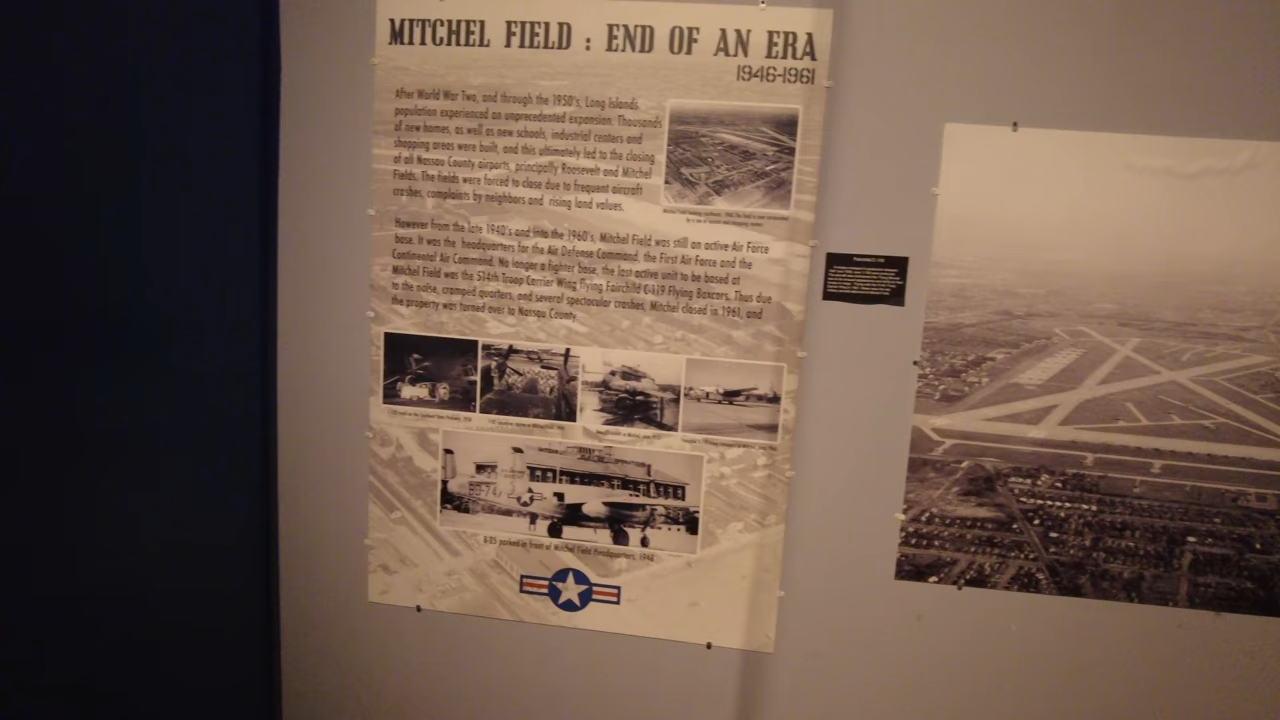 MITCHEL FIELD : END OF AN ERA
1946-1961
After World War Two, and through the 1950's, Long Islands
population experienced an unprecedented expansion. Thousands
of new homes, as well as new schools, industrial centers and
shopping areas were built, and this ultimately led to the closing
of all Nassau County airports, principally Roosevelt and Mitchel
Fields. The fields were forced to close due to frequent aircraft
crashes, complaints by neighbors and rising land values.
However from the late 1940's and into the 1960's, Mitchel Field was still an active Air Force
base. It was the headquarters for the Air Defense Command, the First Air Force and the
Continental Air Command. No longer a fighter base, the last active unit to be based at
Mitchel Field was the 514th Troop Carrier Wing flying Fairchild C-119 Flying Boxcars. Thus due
to the noise, cramped quarters, and several spectacular crashes, Mitchel closed in 1961, and
the property was turned over to Nassau County.
B-25 parked in front of Mitchel Field Headquarters, 1948